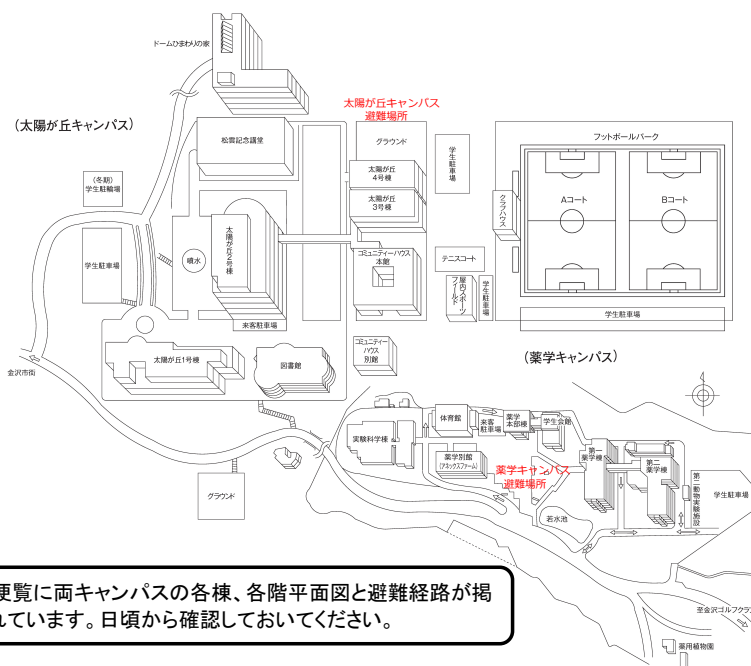 ドームひまわりの家
(太陽が丘キャンパス)
太陽が丘キャンパス
避難場所
松雲記念講堂
グラウンド
学生駐車場
フットボールパーク
太陽が丘
4号棟
太陽が丘
3号棟
(冬期)
学生駐輪場
クラブハウス
Aコート
Bコート
太陽が丘2号棟
噴水
学生駐車場
コミュニティーハウス
本館
テニスコート
屋内スポーツ
フィールド
学生駐車場
来客駐車場
学生駐車場
太陽が丘1号棟
図書館
コミュニティー
ハウス
別館
(薬学キャンパス)
金沢市街
体育館
来客
駐車場
薬学
本部棟
学生会館
実験科学棟
薬学別館
(アネックスファーム)
第一
薬学棟
第二
薬学棟
薬学キャンパス
避難場所
第二動物実験施設
学生駐車場
グラウンド
若水池
便覧に両キャンパスの各棟、各階平面図と避難経路が掲
れています。日頃から確認しておいてください。
至金沢ゴルフクラ
薬用植物園